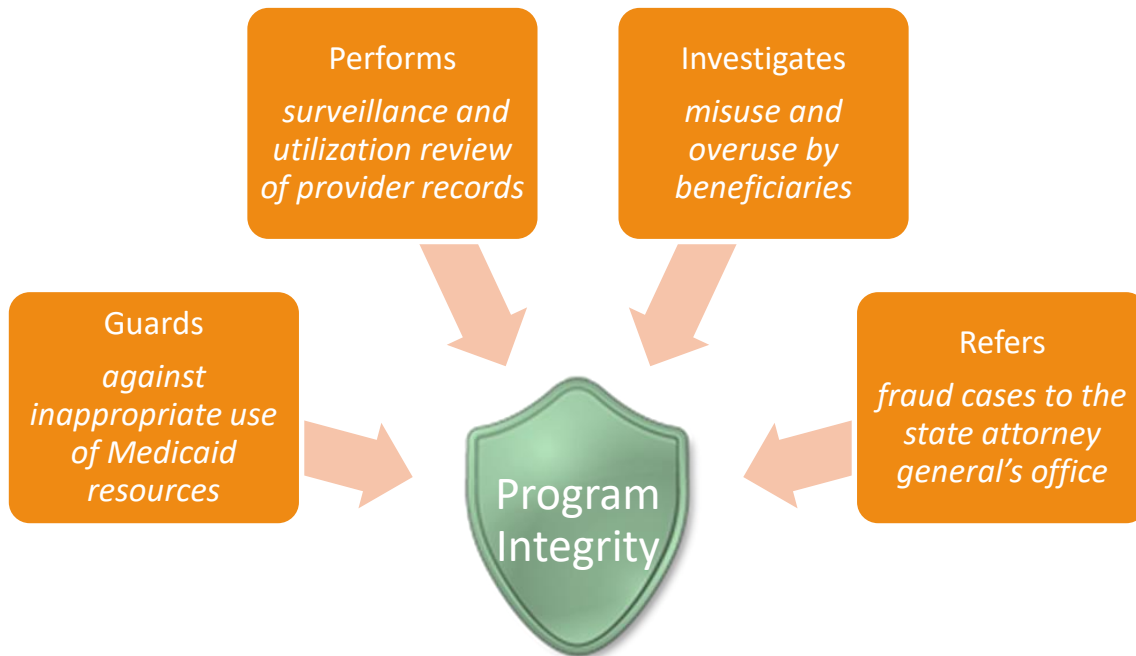 Performs
surveillance and
utilization review
of provider records
Investigates
misuse and
overuse by
beneficiaries
Guards
against
inappropriate use
of Medicaid
resources
Refers
fraud cases to the
state attorney
general’s office
Program
Integrity